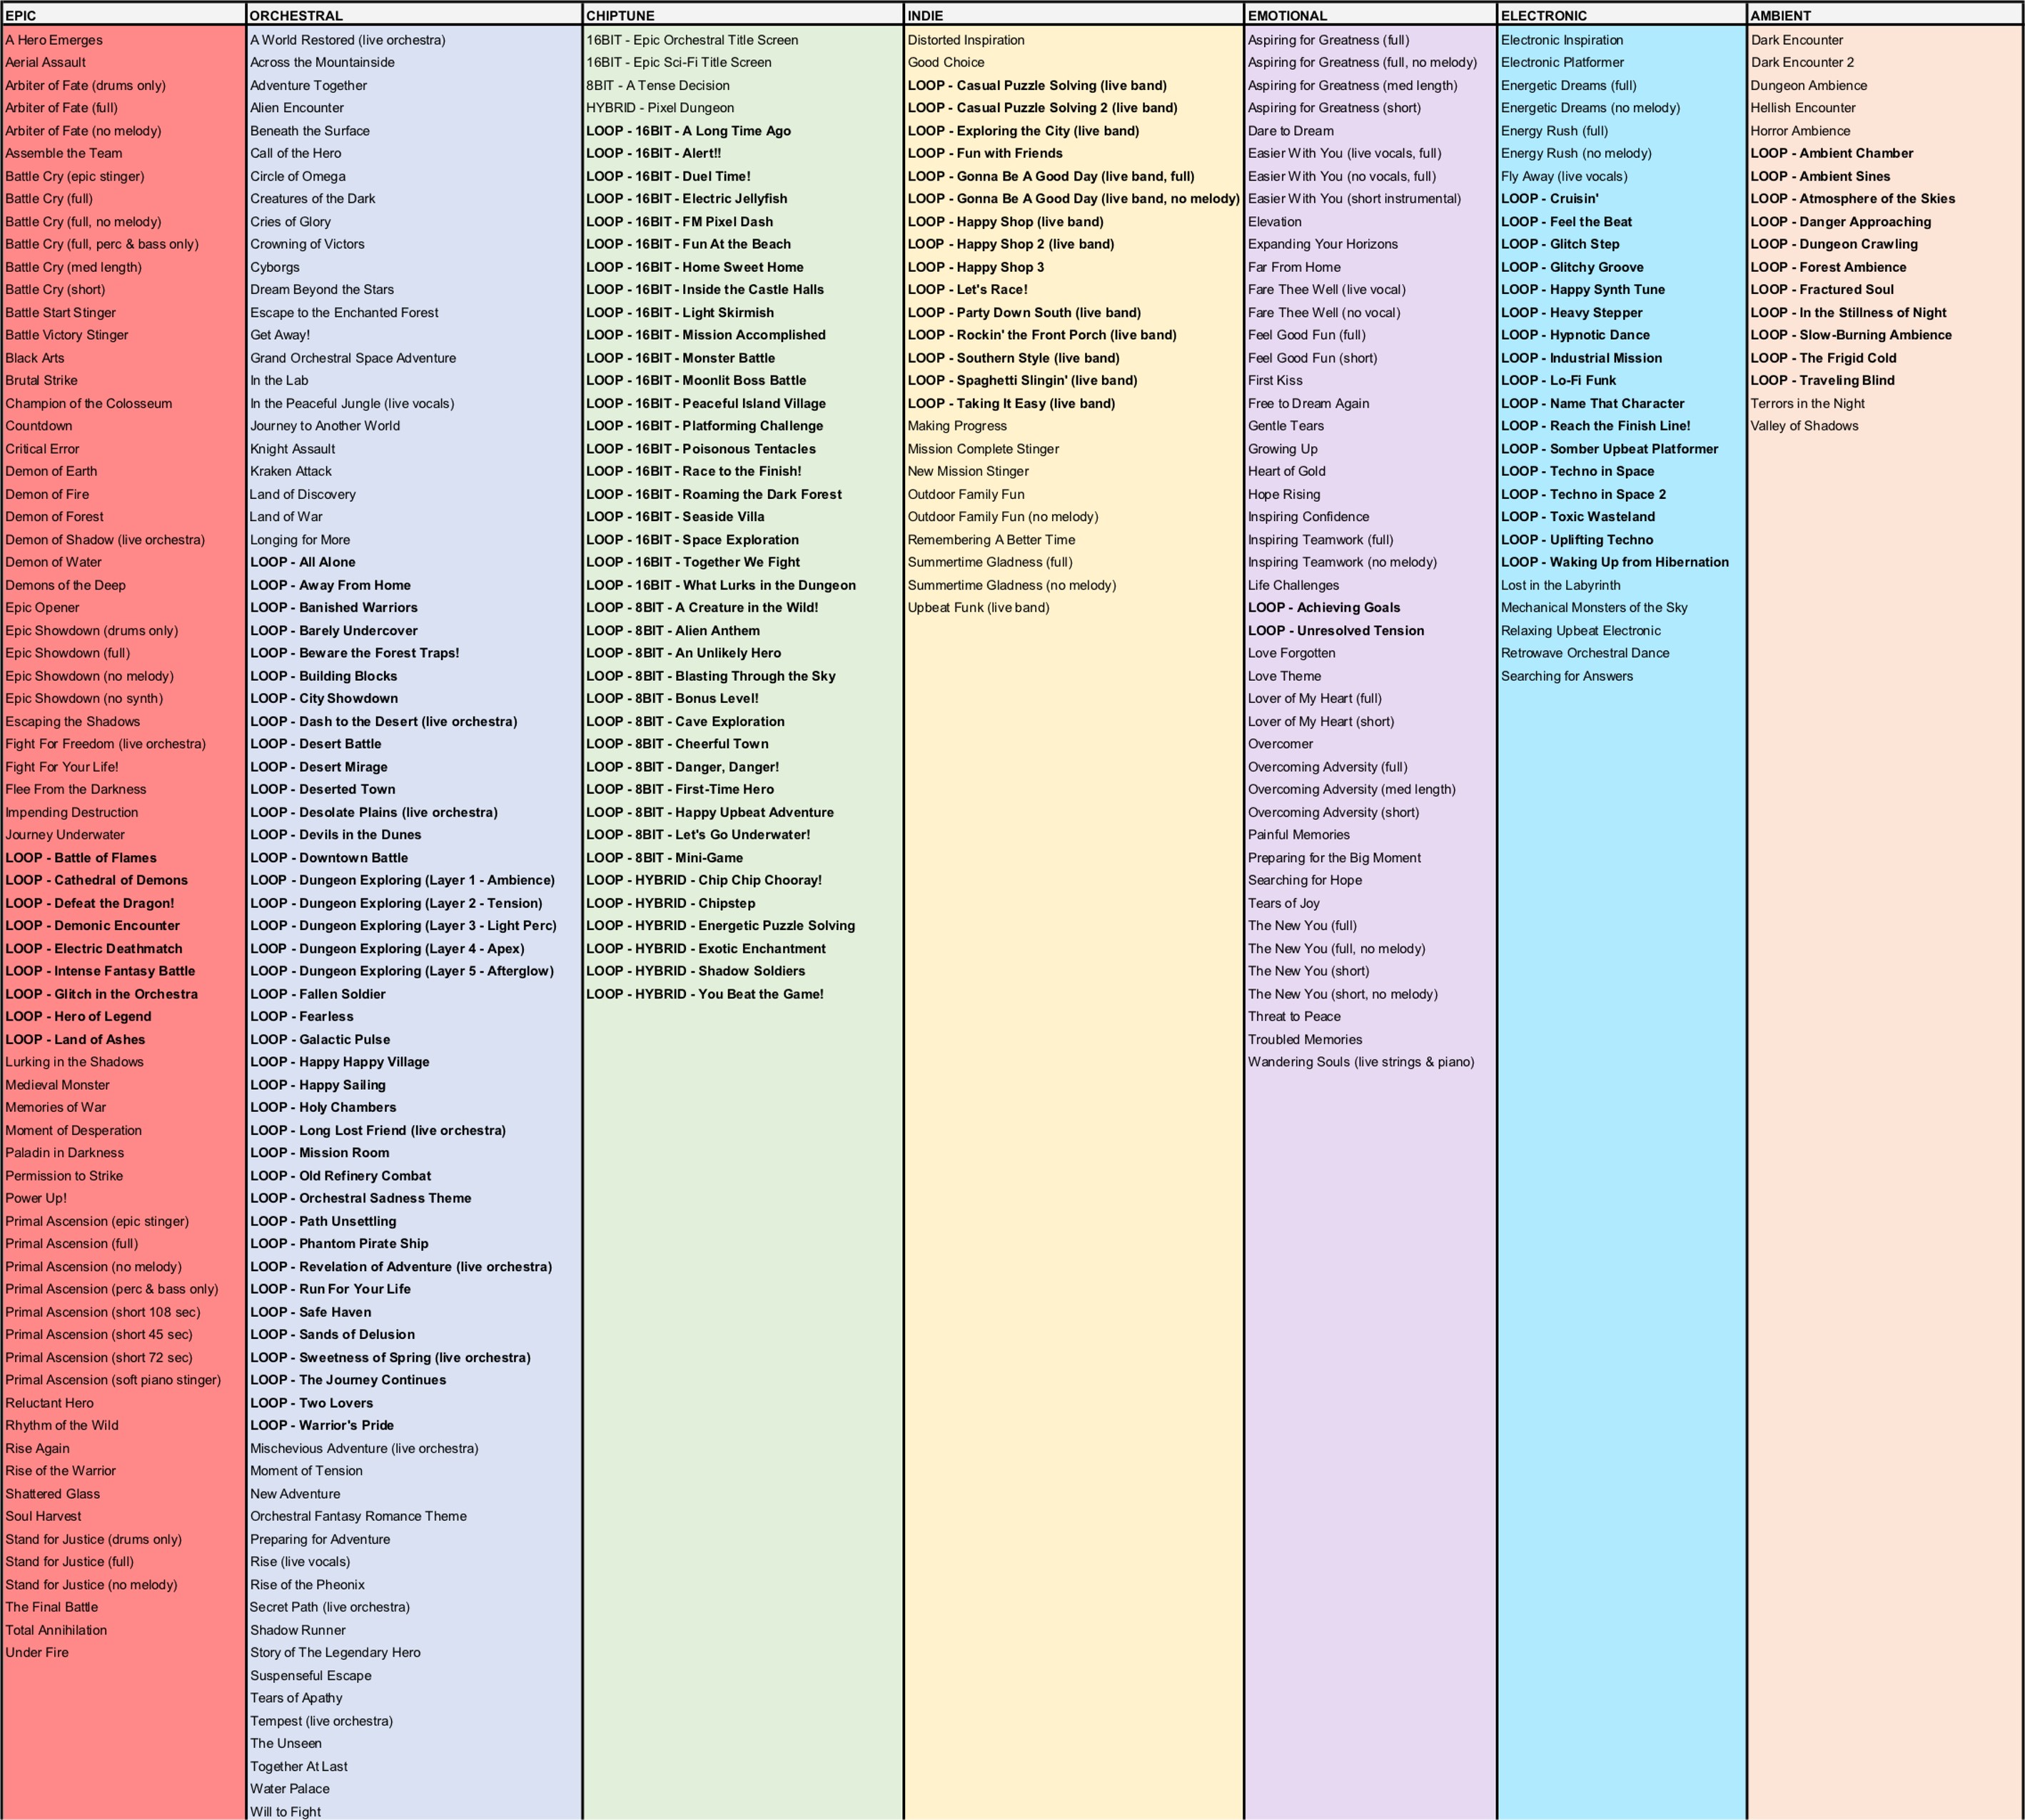 EPIC
A Hero Emerges
Aerial Assault
Arbiter of Fate (drums only)
Arbiter of Fate (full)
Arbiter of Fate (no melody)
Assemble the Team
Battle Cry (epic stinger)
Battle Cry (full)
Battle Cry (full, no melody)
Battle Cry (full, perc & bass only)
Battle Cry (med length)
Battle Cry (short)
Battle Start Stinger
Battle Victory Stinger
Black Arts
Brutal Strike
Champion of the Colosseum
Countdown
Critical Error
Demon of Earth
Demon of Fire
Demon of Forest
Demon of Shadow (live orchestra)
Demon of Water
Demons of the Deep
Epic Opener
Epic Showdown (drums only)
Epic Showdown (full)
Epic Showdown (no melody)
Epic Showdown (no synth)
Escaping the Shadows
Fight For Freedom (live orchestra)
Fight For Your Life!
Flee From the Darkness
Impending Destruction
Journey Underwater
LOOP - Battle of Flames
LOOP - Cathedral of Demons
LOOP - Defeat the Dragon!
LOOP - Demonic Encounter
LOOP - Electric Deathmatch
LOOP - Intense Fantasy Battle
LOOP - Glitch in the Orchestra
LOOP - Hero of Legend
LOOP - Land of Ashes
Lurking in the Shadows
Medieval Monster
Memories of War
Moment of Desperation
Paladin in Darkness
Permission to Strike
Power Up!
Primal Ascension (epic stinger)
Primal Ascension (full)
Primal Ascension (no melody)
Primal Ascension (perc & bass only)
Primal Ascension (short 108 sec)
Primal Ascension (short 45 sec)
Primal Ascension (short 72 sec)
Primal Ascension (soft piano stinger)
Reluctant Hero
Rhythm of the Wild
Rise Again
Rise of the Warrior
Shattered Glass
Soul Harvest
Stand for Justice (drums only)
Stand for Justice (full)
Stand for Justice (no melody)
The Final Battle
Total Annihilation
Under Fire
ORCHESTRAL
A World Restored (live orchestra)
Across the Mountainside
Adventure Together
Alien Encounter
Beneath the Surface
Call of the Hero
Circle of Omega
Creatures of the Dark
Cries of Glory
Crowning of Victors
Cyborgs
Dream Beyond the Stars
Escape to the Enchanted Forest
Get Away!
Grand Orchestral Space Adventure
In the Lab
In the Peaceful Jungle (live vocals)
Journey to Another World
Knight Assault
Kraken Attack
Land of Discovery
Land of War
Longing for More
LOOP - All Alone
LOOP - Away From Home
LOOP - Banished Warriors
LOOP - Barely Undercover
LOOP - Beware the Forest Traps!
LOOP - Building Blocks
LOOP - City Showdown
LOOP - Dash to the Desert (live orchestra)
LOOP - Desert Battle
LOOP - Desert Mirage
LOOP - Deserted Town
LOOP - Desolate Plains (live orchestra)
LOOP - Devils in the Dunes
LOOP - Downtown Battle
LOOP - Dungeon Exploring (Layer 1 - Ambience)
LOOP - Dungeon Exploring (Layer 2 - Tension)
LOOP - Dungeon Exploring (Layer 3 - Light Perc)
LOOP - Dungeon Exploring (Layer 4 - Apex)
LOOP - Dungeon Exploring (Layer 5 - Afterglow)
LOOP - Fallen Soldier
LOOP - Fearless
LOOP - Galactic Pulse
LOOP - Happy Happy Village
LOOP - Happy Sailing
LOOP - Holy Chambers
LOOP - Long Lost Friend (live orchestra)
LOOP - Mission Room
LOOP - Old Refinery Combat
LOOP - Orchestral Sadness Theme
LOOP - Path Unsettling
LOOP - Phantom Pirate Ship
LOOP - Revelation of Adventure (live orchestra)
LOOP - Run For Your Life
LOOP - Safe Haven
LOOP - Sands of Delusion
LOOP - Sweetness of Spring (live orchestra)
LOOP - The Journey Continues
LOOP - Two Lovers
LOOP - Warrior's Pride
Mischevious Adventure (live orchestra)
Moment of Tension
New Adventure
Orchestral Fantasy Romance Theme
Preparing for Adventure
Rise (live vocals)
Rise of the Pheonix
Secret Path (live orchestra)
Shadow Runner
Story of The Legendary Hero
Suspenseful Escape
Tears of Apathy
Tempest (live orchestra)
The Unseen
Together At Last
Water Palace
Will to Fight
CHIPTUNE
16BIT - Epic Orchestral Title Screen
16BIT - Epic Sci-Fi Title Screen
8BIT - A Tense Decision
HYBRID - Pixel Dungeon
LOOP - 16BIT - A Long Time Ago
LOOP - 16BIT - Alert!!
LOOP - 16BIT - Duel Time!
LOOP - 16BIT - Electric Jellyfish
LOOP - 16BIT - FM Pixel Dash
LOOP - 16BIT - Fun At the Beach
LOOP - 16BIT - Home Sweet Home
LOOP - 16BIT - Inside the Castle Halls
LOOP - 16BIT - Light Skirmish
LOOP - 16BIT - Mission Accomplished
LOOP - 16BIT - Monster Battle
LOOP - 16BIT - Moonlit Boss Battle
LOOP - 16BIT - Peaceful Island Village
LOOP - 16BIT - Platforming Challenge
LOOP - 16BIT - Poisonous Tentacles
LOOP - 16BIT - Race to the Finish!
LOOP - 16BIT - Roaming the Dark Forest
LOOP - 16BIT - Seaside Villa
LOOP - 16BIT - Space Exploration
LOOP - 16BIT - Together We Fight
LOOP - 16BIT - What Lurks in the Dungeon
LOOP - 8BIT - A Creature in the Wild!
LOOP - 8BIT - Alien Anthem
LOOP - 8BIT - An Unlikely Hero
LOOP - 8BIT - Blasting Through the Sky
LOOP - 8BIT - Bonus Level!
LOOP - 8BIT - Cave Exploration
LOOP - 8BIT - Cheerful Town
LOOP - 8BIT - Danger, Danger!
LOOP - 8BIT - First-Time Hero
LOOP - 8BIT - Happy Upbeat Adventure
LOOP - 8BIT - Let's Go Underwater!
LOOP - 8BIT - Mini-Game
LOOP - HYBRID - Chip Chip Chooray!
LOOP - HYBRID - Chipstep
LOOP - HYBRID - Energetic Puzzle Solving
LOOP - HYBRID - Exotic Enchantment
LOOP - HYBRID - Shadow Soldiers
LOOP - HYBRID - You Beat the Game!
INDIE
Distorted Inspiration
Good Choice
LOOP - Casual Puzzle Solving (live band)
LOOP - Casual Puzzle Solving 2 (live band)
LOOP - Exploring the City (live band)
LOOP - Fun with Friends
LOOP - Gonna Be A Good Day (live band, full)
LOOP - Gonna Be A Good Day (live band, no melody)
LOOP - Happy Shop (live band)
LOOP - Happy Shop 2 (live band)
LOOP - Happy Shop 3
LOOP - Let's Race!
LOOP - Party Down South (live band)
LOOP - Rockin' the Front Porch (live band)
LOOP - Southern Style (live band)
LOOP - Spaghetti Slingin' (live band)
LOOP - Taking It Easy (live band)
Making Progress
Mission Complete Stinger
New Mission Stinger
Outdoor Family Fun
Outdoor Family Fun (no melody)
Remembering A Better Time
Summertime Gladness (full)
Summertime Gladness (no melody)
Upbeat Funk (live band)
EMOTIONAL
Aspiring for Greatness (full)
Aspiring for Greatness (full, no melody)
Aspiring for Greatness (med length)
Aspiring for Greatness (short)
Dare to Dream
Easier With You (live vocals, full)
Easier With You (no vocals, full)
Easier With You (short instrumental)
Elevation
Expanding Your Horizons
Far From Home
Fare Thee Well (live vocal)
Fare Thee Well (no vocal)
Feel Good Fun (full)
Feel Good Fun (short)
First Kiss
Free to Dream Again
Gentle Tears
Growing Up
Heart of Gold
Hope Rising
Inspiring Confidence
Inspiring Teamwork (full)
Inspiring Teamwork (no melody)
Life Challenges
LOOP - Achieving Goals
LOOP - Unresolved Tension
Love Forgotten
Love Theme
Lover of My Heart (full)
Lover of My Heart (short)
Overcomer
Overcoming Adversity (full)
Overcoming Adversity (med length)
Overcoming Adversity (short)
Painful Memories
Preparing for the Big Moment
Searching for Hope
Tears of Joy
The New You (full)
The New You (full, no melody)
The New You (short)
The New You (short, no melody)
Threat to Peace
Troubled Memories
Wandering Souls (live strings & piano)
ELECTRONIC
Electronic Inspiration
Electronic Platformer
Energetic Dreams (full)
Energetic Dreams (no melody)
Energy Rush (full)
Energy Rush (no melody)
Fly Away (live vocals)
LOOP - Cruisin'
LOOP - Feel the Beat
LOOP - Glitch Step
LOOP - Glitchy Groove
LOOP - Happy Synth Tune
LOOP - Heavy Stepper
LOOP - Hypnotic Dance
LOOP - Industrial Mission
LOOP - Lo-Fi Funk
LOOP - Name That Character
LOOP - Reach the Finish Line!
LOOP - Somber Upbeat Platformer
LOOP - Techno in Space
LOOP - Techno in Space 2
LOOP - Toxic Wasteland
LOOP - Uplifting Techno
LOOP - Waking Up from Hibernation
Lost in the Labyrinth
Mechanical Monsters of the Sky
Relaxing Upbeat Electronic
Retrowave Orchestral Dance
Searching for Answers
AMBIENT
Dark Encounter
Dark Encounter 2
Dungeon Ambience
Hellish Encounter
Horror Ambience
LOOP - Ambient Chamber
LOOP - Ambient Sines
LOOP - Atmosphere of the Skies
LOOP - Danger Approaching
LOOP - Dungeon Crawling
LOOP - Forest Ambience
LOOP - Fractured Soul
LOOP - In the Stillness of Night
LOOP - Slow-Burning Ambience
LOOP - The Frigid Cold
LOOP - Traveling Blind
Terrors in the Night
Valley of Shadows